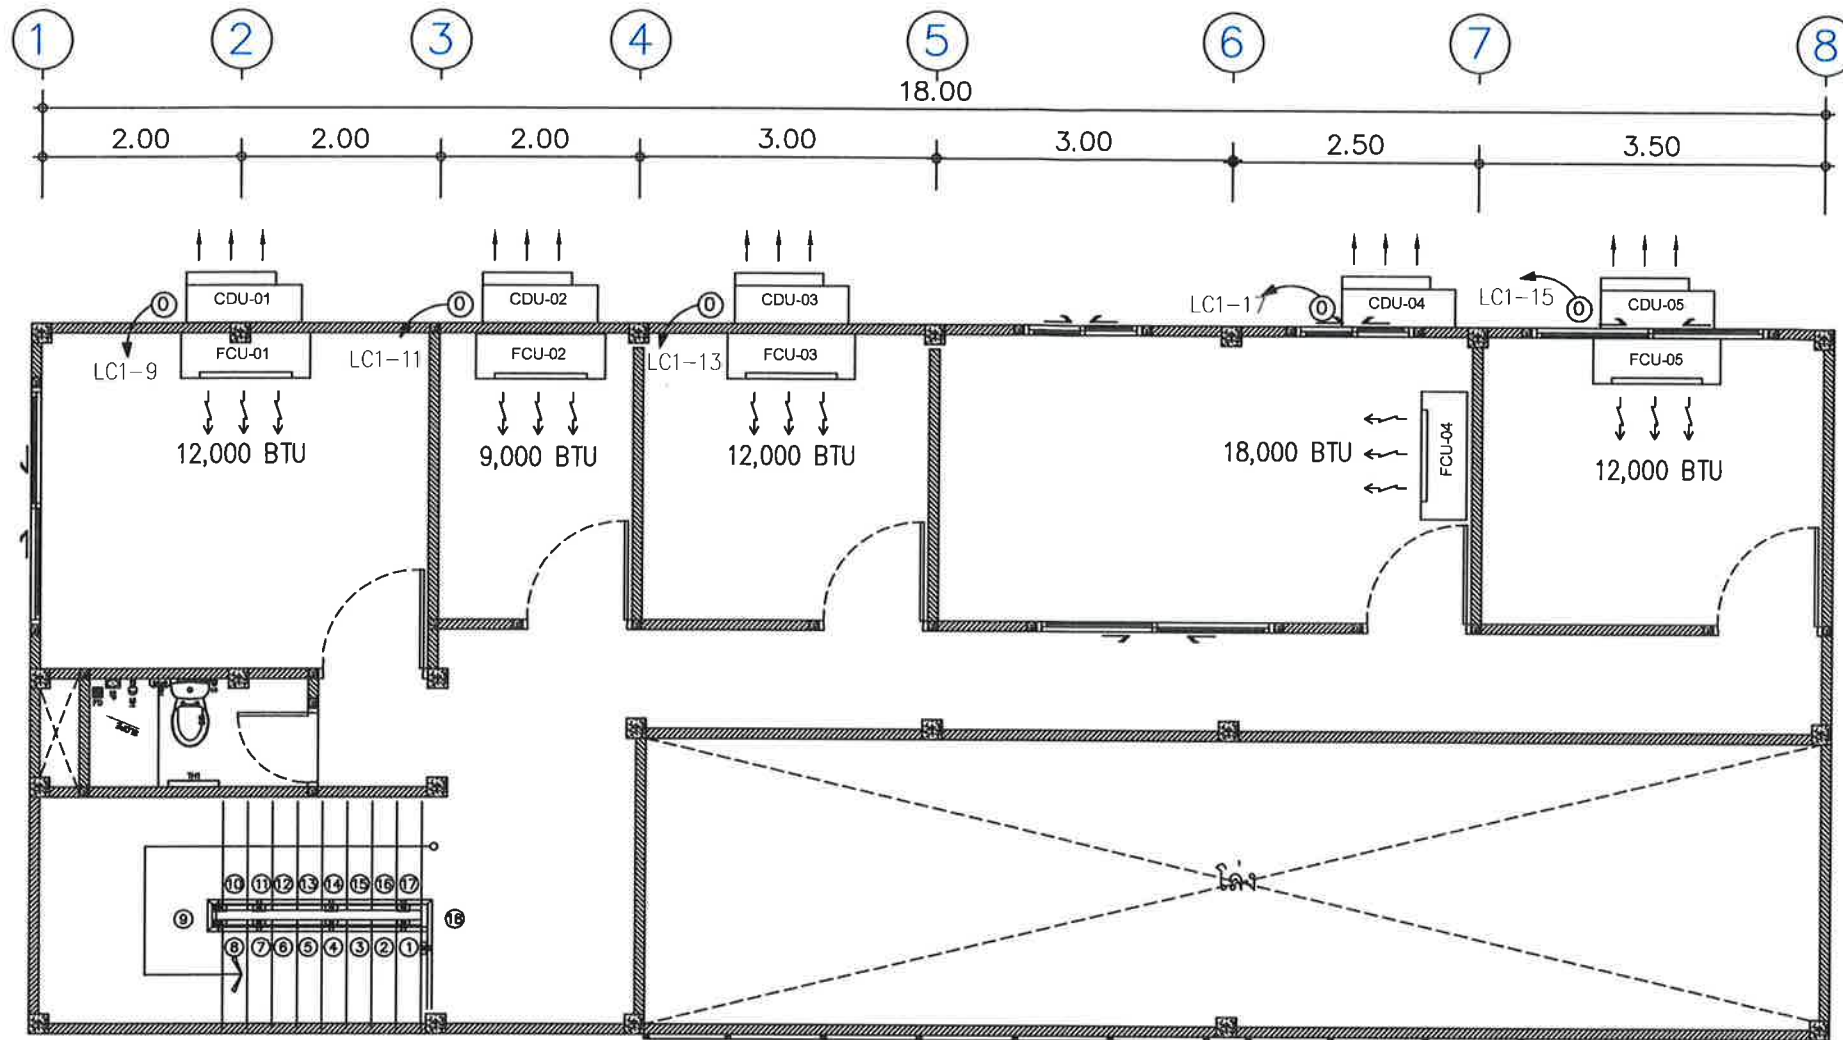 1 2 3 4 5 6 7 8
18.00
2.00 2.00 2.00 3.00 3.00 2.50 3.50
CDU-01 CDU-02 CDU-03 CDU-04 CDU-05
0 0 0 0 0
LC1-9 LC1-11 LC1-13 LC1-17 LC1-15
FCU-01 FCU-02 FCU-03 FCU-04 FCU-05
12,000 BTU 9,000 BTU 12,000 BTU 18,000 BTU 12,000 BTU
SLOPE
TH1
โล่ง
10 11 12 13 14 15 16 17
9 18
8 7 6 5 4 3 2 1